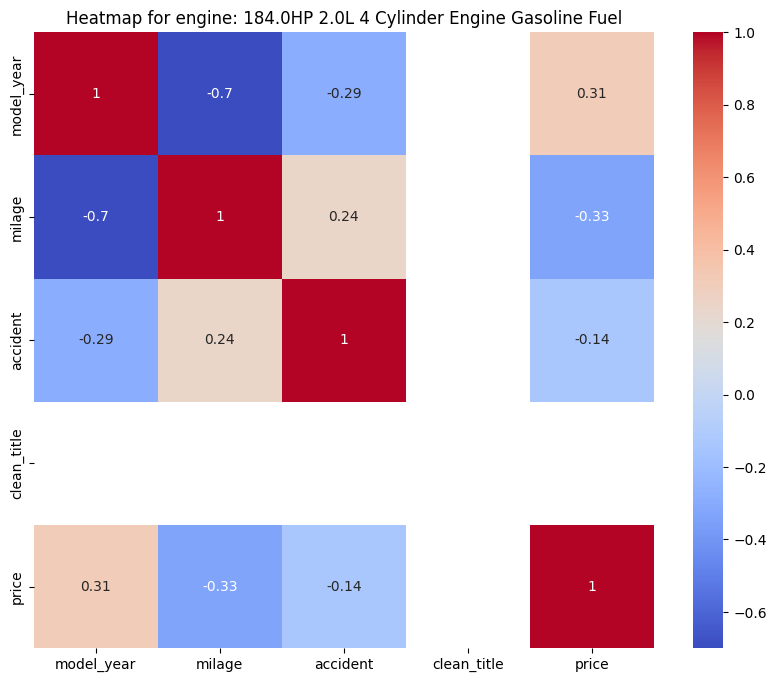 Heatmap for engine: 184.0HP 2.0L 4 Cylinder Engine Gasoline Fuel
model_year 1 -0.7 -0.29 0.31
milage -0.7 1 0.24 -0.33
accident -0.29 0.24 1 -0.14
clean_title
price 0.31 -0.33 -0.14 1
model_year milage accident clean_title price
1.0
0.8
0.6
0.4
0.2
0.0
−0.2
−0.4
−0.6